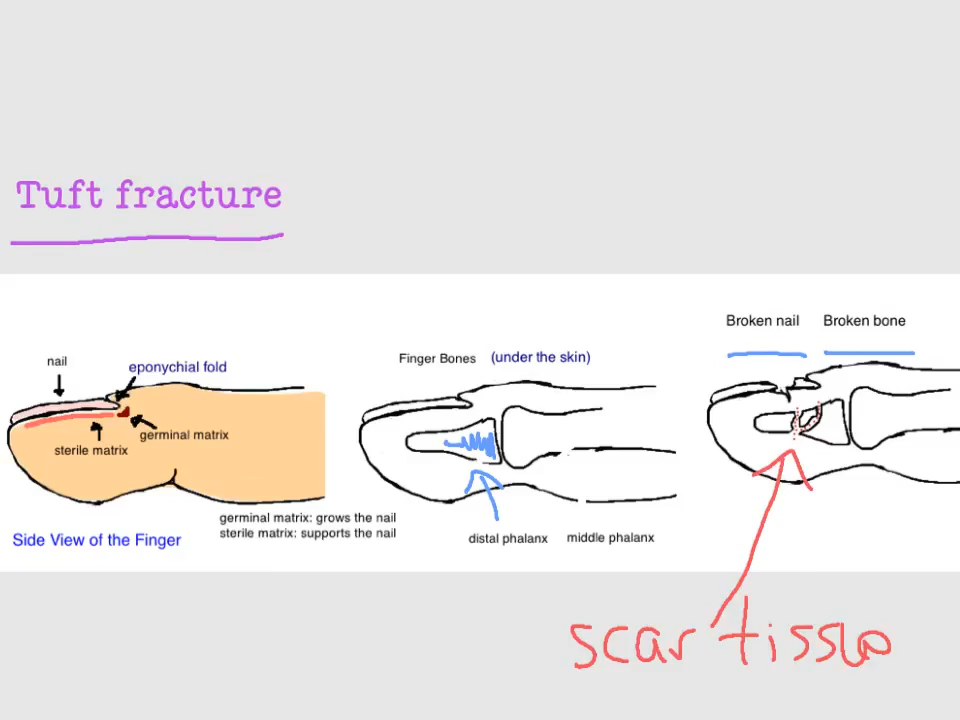 Tuft fracture
Broken nail
Broken bone
nail
eponychial fold
Finger Bones
(under the skin)
germinal matrix
sterile matrix
germinal matrix: grows the nail
sterile matrix: supports the nail
Side View of the Finger
distal phalanx
middle phalanx
scar tissue